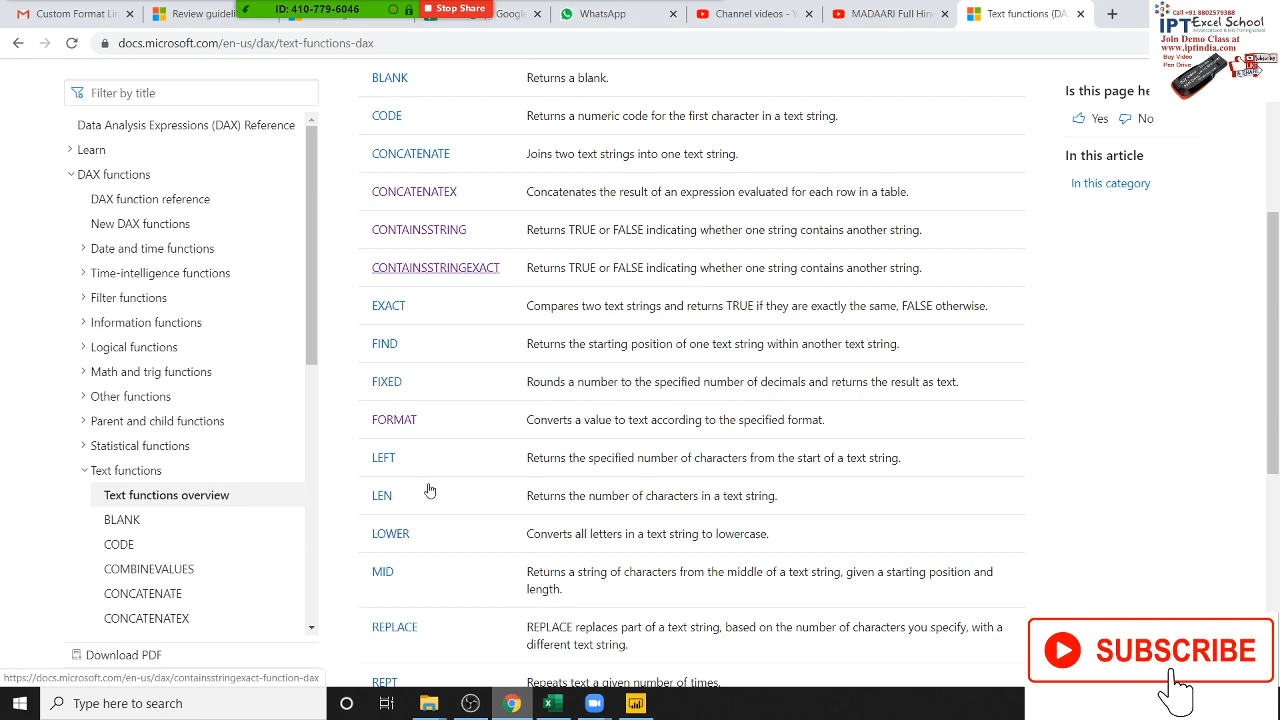 Custom Format Li
Required guideli
ID: 410-779-6046
Stop Share
Goo
WhatsApp
Channel videos - Y
MADARI Full Hin
Text functions (DA
docs.microsoft.com/en-us/dax/text-functions-dax
Call +91 8802579388
IPT Excel School
Advanced Excel & VBA Training School
Join Demo Class at
www.iptindia.com
Buy Video
Pen Drive
Filter by title
Data Analysis Expressions (DAX) Reference
Learn
DAX functions
DAX function reference
New DAX functions
Date and time functions
Time-intelligence functions
Filter functions
Information functions
Logical functions
Math and trig functions
Other functions
Parent and child functions
Statistical functions
Text functions
Text functions overview
BLANK
CODE
COMBINEVALUES
CONCATENATE
CONCATENATEX
Download PDF
BLANK Returns a blank.
CODE Returns a numeric code for the first character in a text string.
CONCATENATE Joins two text strings into one text string.
CONCATENATEX Concatenates the result of an expression evaluated for each row in a table.
CONTAINSSTRING Returns TRUE or FALSE indicating whether one string contains another string.
CONTAINSSTRINGEXACT Returns TRUE or FALSE indicating whether one string contains another string.
EXACT Compares two text strings and returns TRUE if they are exactly the same, FALSE otherwise.
FIND Returns the starting position of one text string within another text string.
FIXED Rounds a number to the specified number of decimals and returns the result as text.
FORMAT Converts a value to text according to the specified format.
LEFT Returns the specified number of characters from the start of a text string.
LEN Returns the number of characters in a text string.
LOWER Converts all letters in a text string to lowercase.
MID Returns a string of characters from the middle of a text string, given a starting position and
length.
REPLACE REPLACE replaces part of a text string, based on the number of characters you specify, with a
different text string.
REPT Repeats text a given number of times.
Is this page he
Yes No
In this article
In this category
SUBSCRIBE
https://docs.microsoft.com/en-us/dax/containsstringexact-function-dax
Type here to search